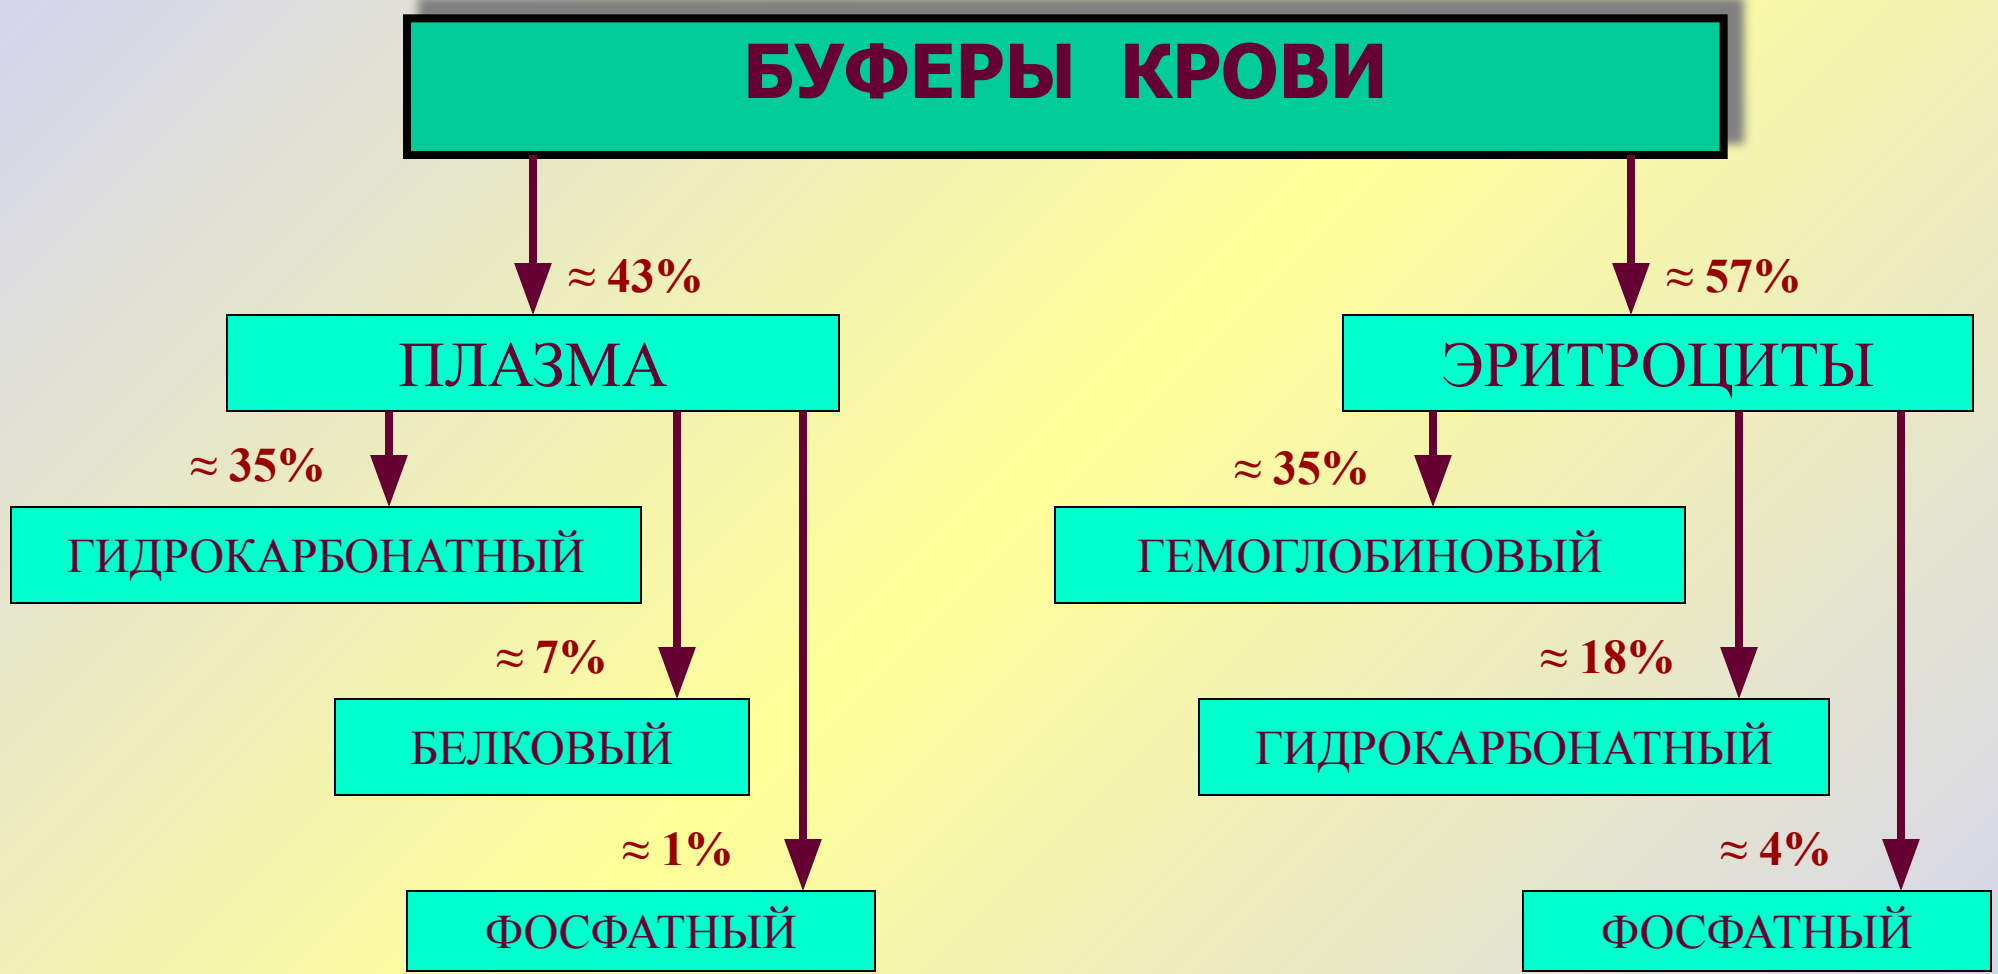 БУФЕРЫ КРОВИ
≈ 43%
≈ 57%
ПЛАЗМА
ЭРИТРОЦИТЫ
≈ 35%
≈ 35%
ГИДРОКАРБОНАТНЫЙ
ГЕМОГЛОБИНОВЫЙ
≈ 7%
≈ 18%
БЕЛКОВЫЙ
ГИДРОКАРБОНАТНЫЙ
≈ 1%
≈ 4%
ФОСФАТНЫЙ
ФОСФАТНЫЙ